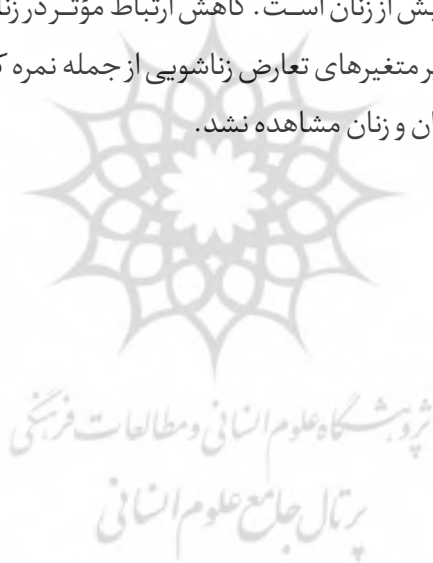 بیش از زنان است. کاهش ارتباط مؤثر در
متغیرهای تعارض زناشویی از جمله نمره
و زنان مشاهده نشد.
پژوهشگاه علوم انسانی و مطالعات فرهنگی
پرتال جامع علوم انسانی